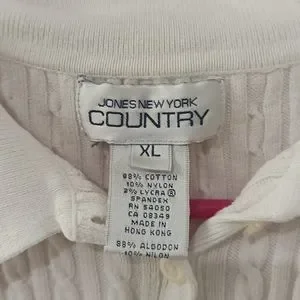 JONES NEW YORK
COUNTRY
XL
88% COTTON
10% NYLON
2% LYCRA®
SPANDEX
RN 54050
CA 08349
MADE IN
HONG KONG
88% ALGODON
10% NILON